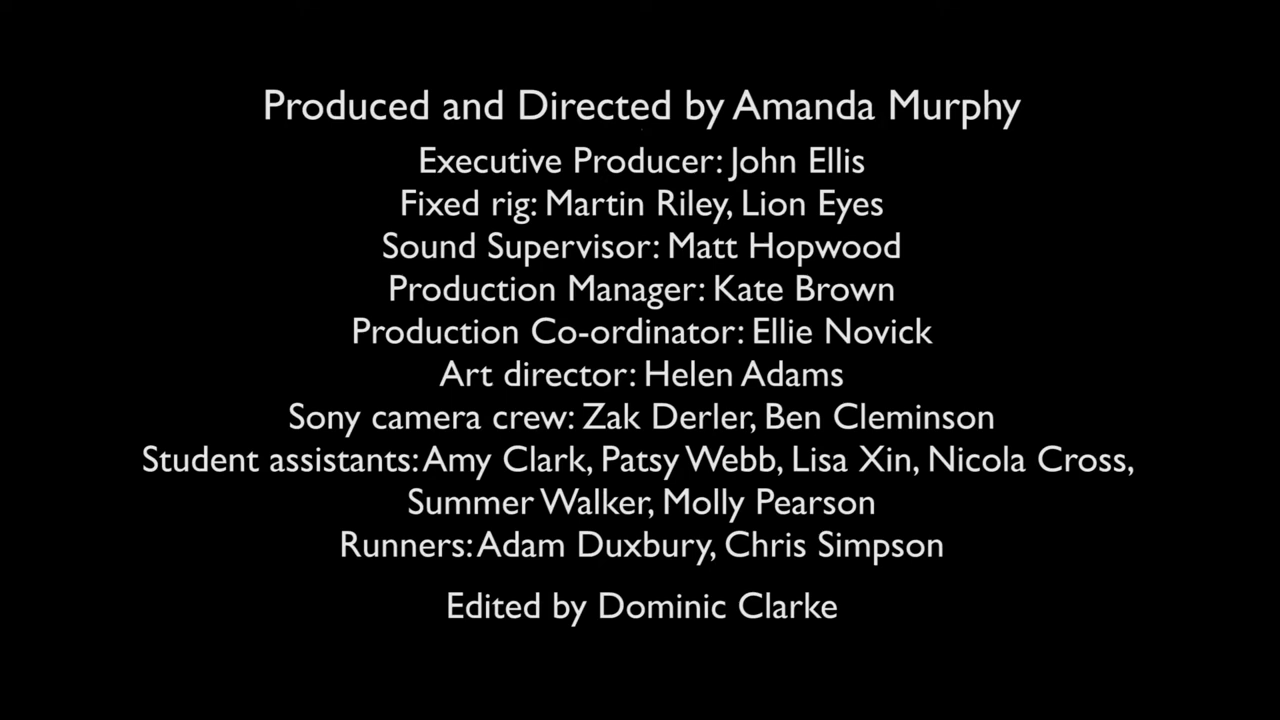 Produced and Directed by Amanda Murphy
Executive Producer: John Ellis
Fixed rig: Martin Riley, Lion Eyes
Sound Supervisor: Matt Hopwood
Production Manager: Kate Brown
Production Co-ordinator: Ellie Novick
Art director: Helen Adams
Sony camera crew: Zak Derler, Ben Cleminson
Student assistants: Amy Clark, Patsy Webb, Lisa Xin, Nicola Cross,
Summer Walker, Molly Pearson
Runners: Adam Duxbury, Chris Simpson
Edited by Dominic Clarke